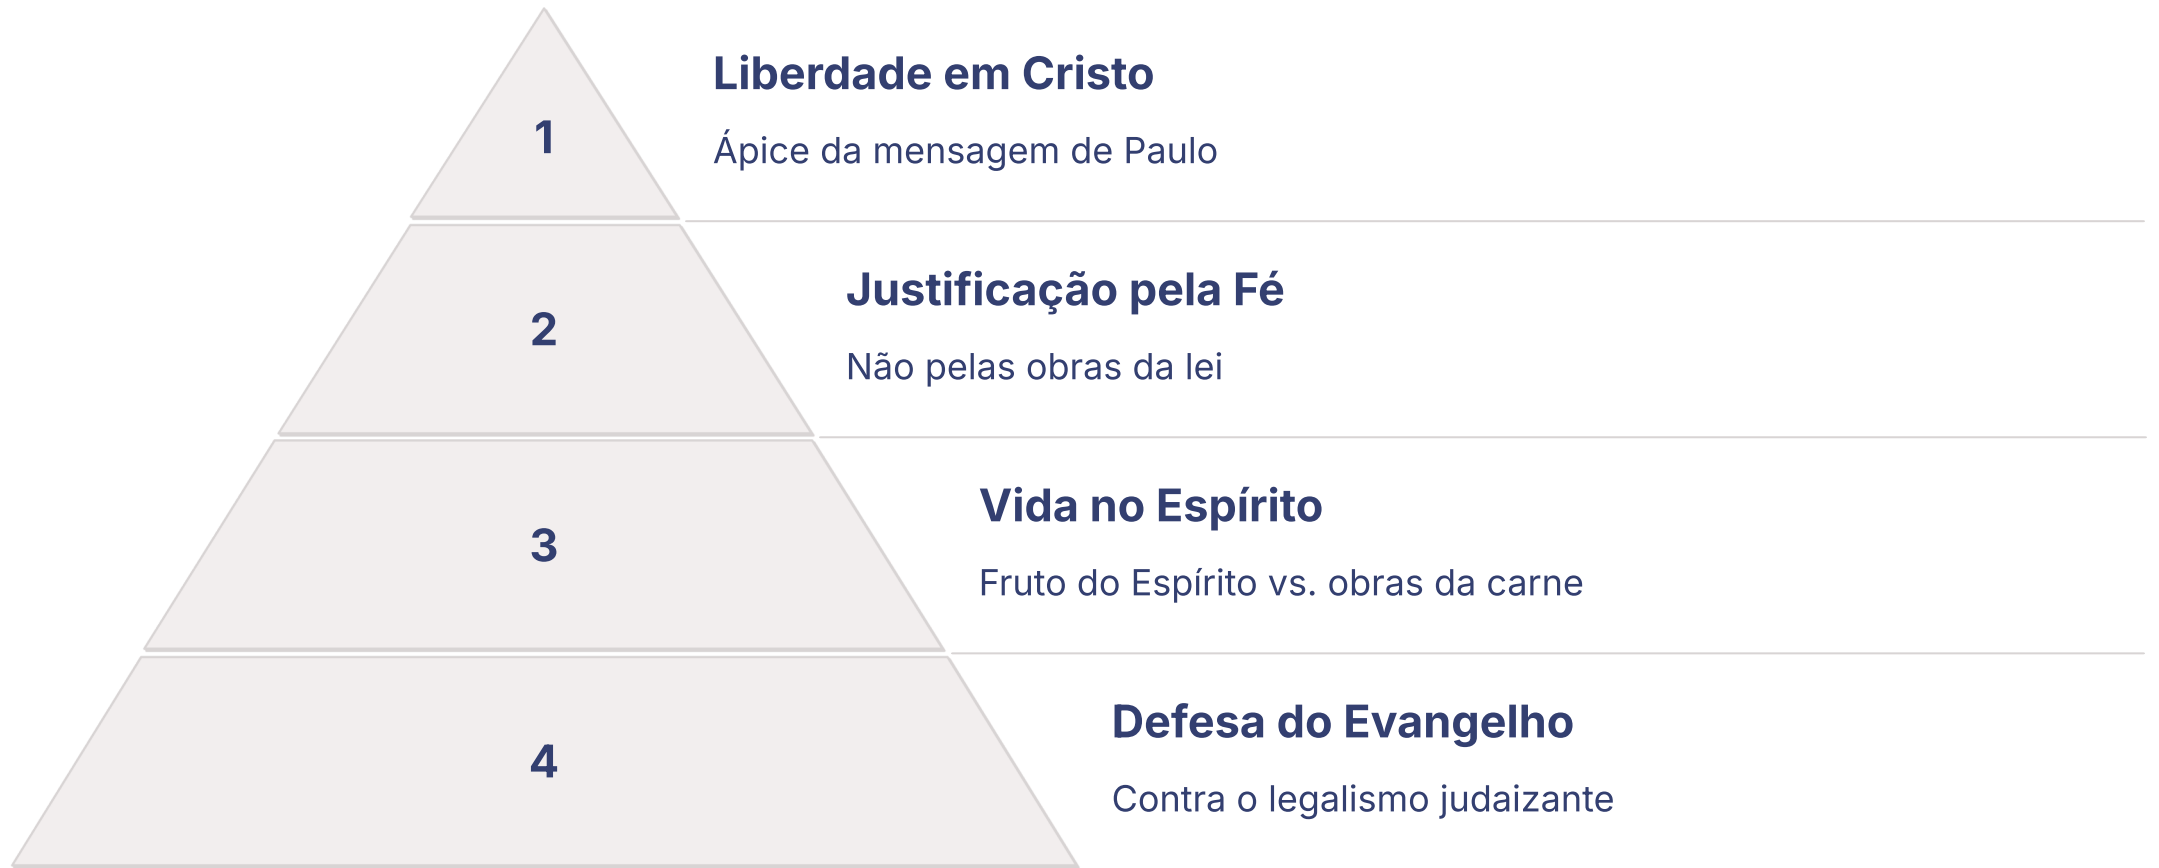 1
Liberdade em Cristo
Ápice da mensagem de Paulo
2
Justificação pela Fé
Não pelas obras da lei
3
Vida no Espírito
Fruto do Espírito vs. obras da carne
4
Defesa do Evangelho
Contra o legalismo judaizante